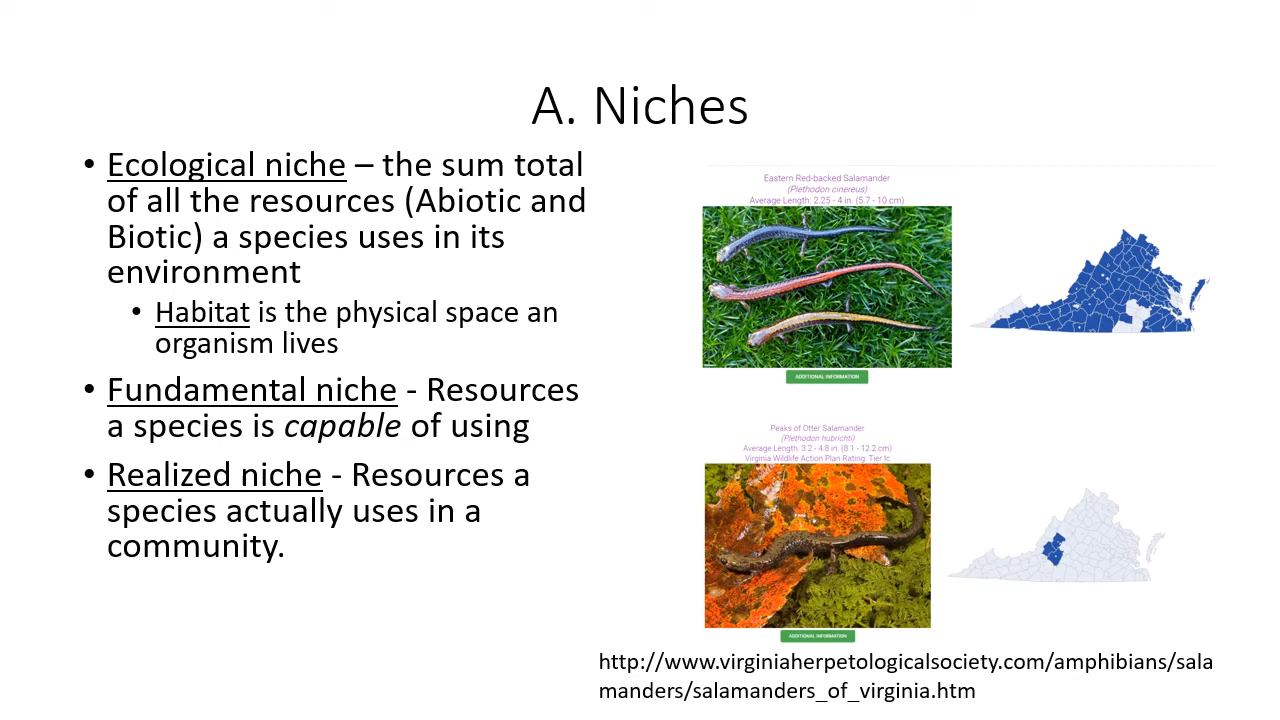 A. Niches
• Ecological niche – the sum total
of all the resources (Abiotic and
Biotic) a species uses in its
environment
• Habitat is the physical space an
organism lives
• Fundamental niche - Resources
a species is capable of using
• Realized niche - Resources a
species actually uses in a
community.
Eastern Red-backed Salamander
(Plethodon cinereus)
Average Length: 2.25 - 4 in. (5.7 - 10 cm)
ADDITIONAL INFORMATION
Peaks of Otter Salamander
(Plethodon hubrichti)
Average Length: 3.2 - 4.8 in. (8.1 - 12.2 cm)
Virginia Wildlife Action Plan Rating: Tier Ic
ADDITIONAL INFORMATION
http://www.virginiaherpetologicalsociety.com/amphibians/sala
manders/salamanders_of_virginia.htm